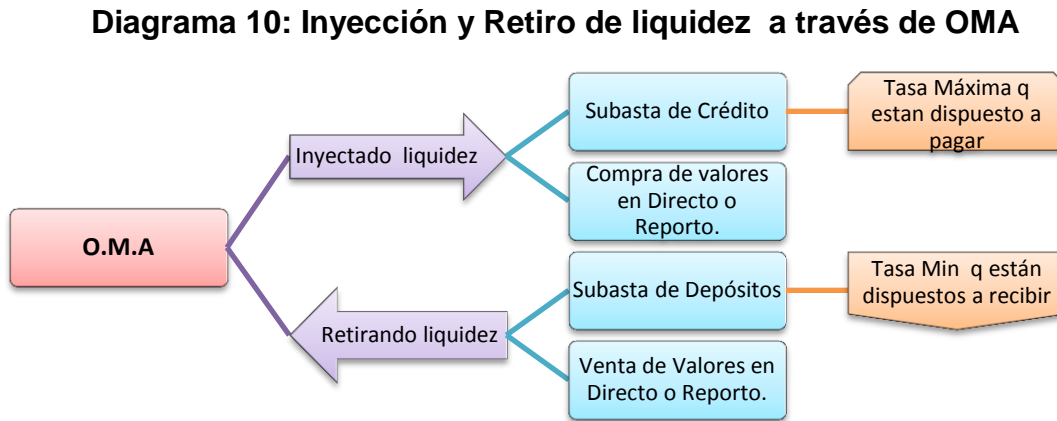 Diagrama 10: Inyección y Retiro de liquidez a través de OMA
O.M.A
Inyectado liquidez
Subasta de Crédito
Tasa Máxima q
estan dispuesto a
pagar
Compra de valores
en Directo o
Reporto.
Retirando liquidez
Subasta de Depósitos
Tasa Min q están
dispuestos a recibir
Venta de Valores en
Directo o Reporto.